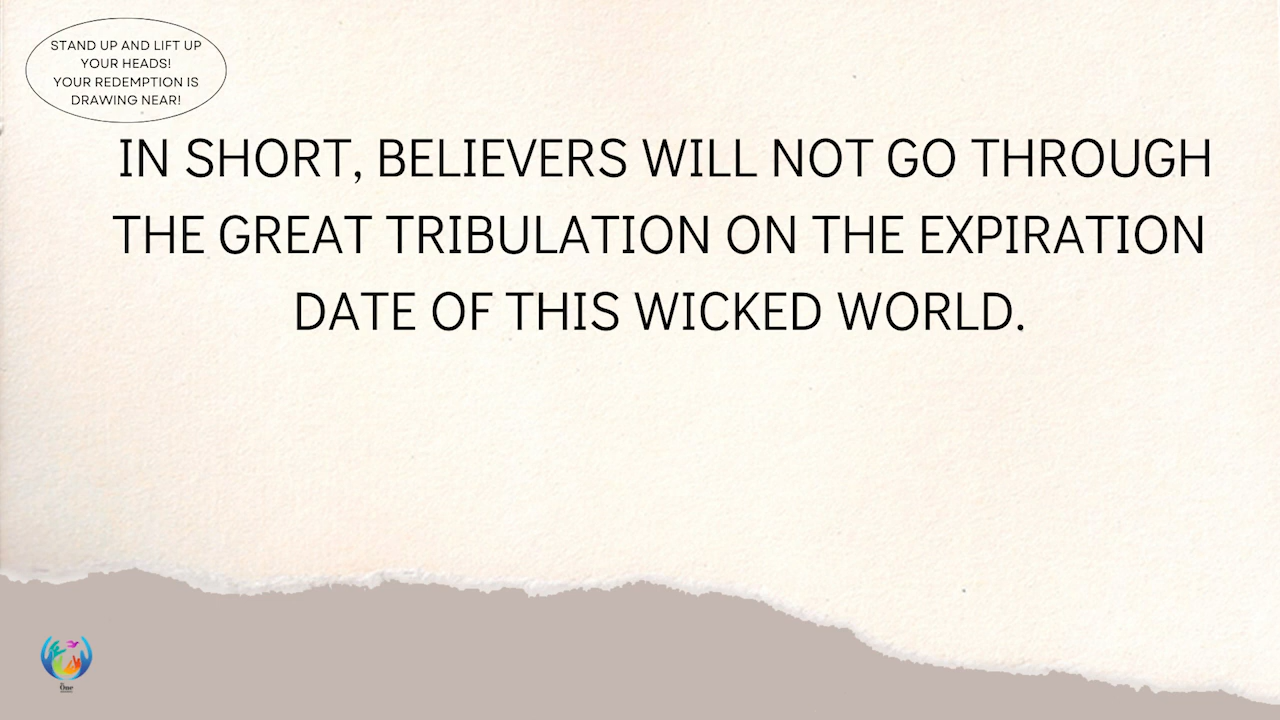 STAND UP AND LIFT UP
YOUR HEADS!
YOUR REDEMPTION IS
DRAWING NEAR!
IN SHORT, BELIEVERS WILL NOT GO THROUGH
THE GREAT TRIBULATION ON THE EXPIRATION
DATE OF THIS WICKED WORLD.
One